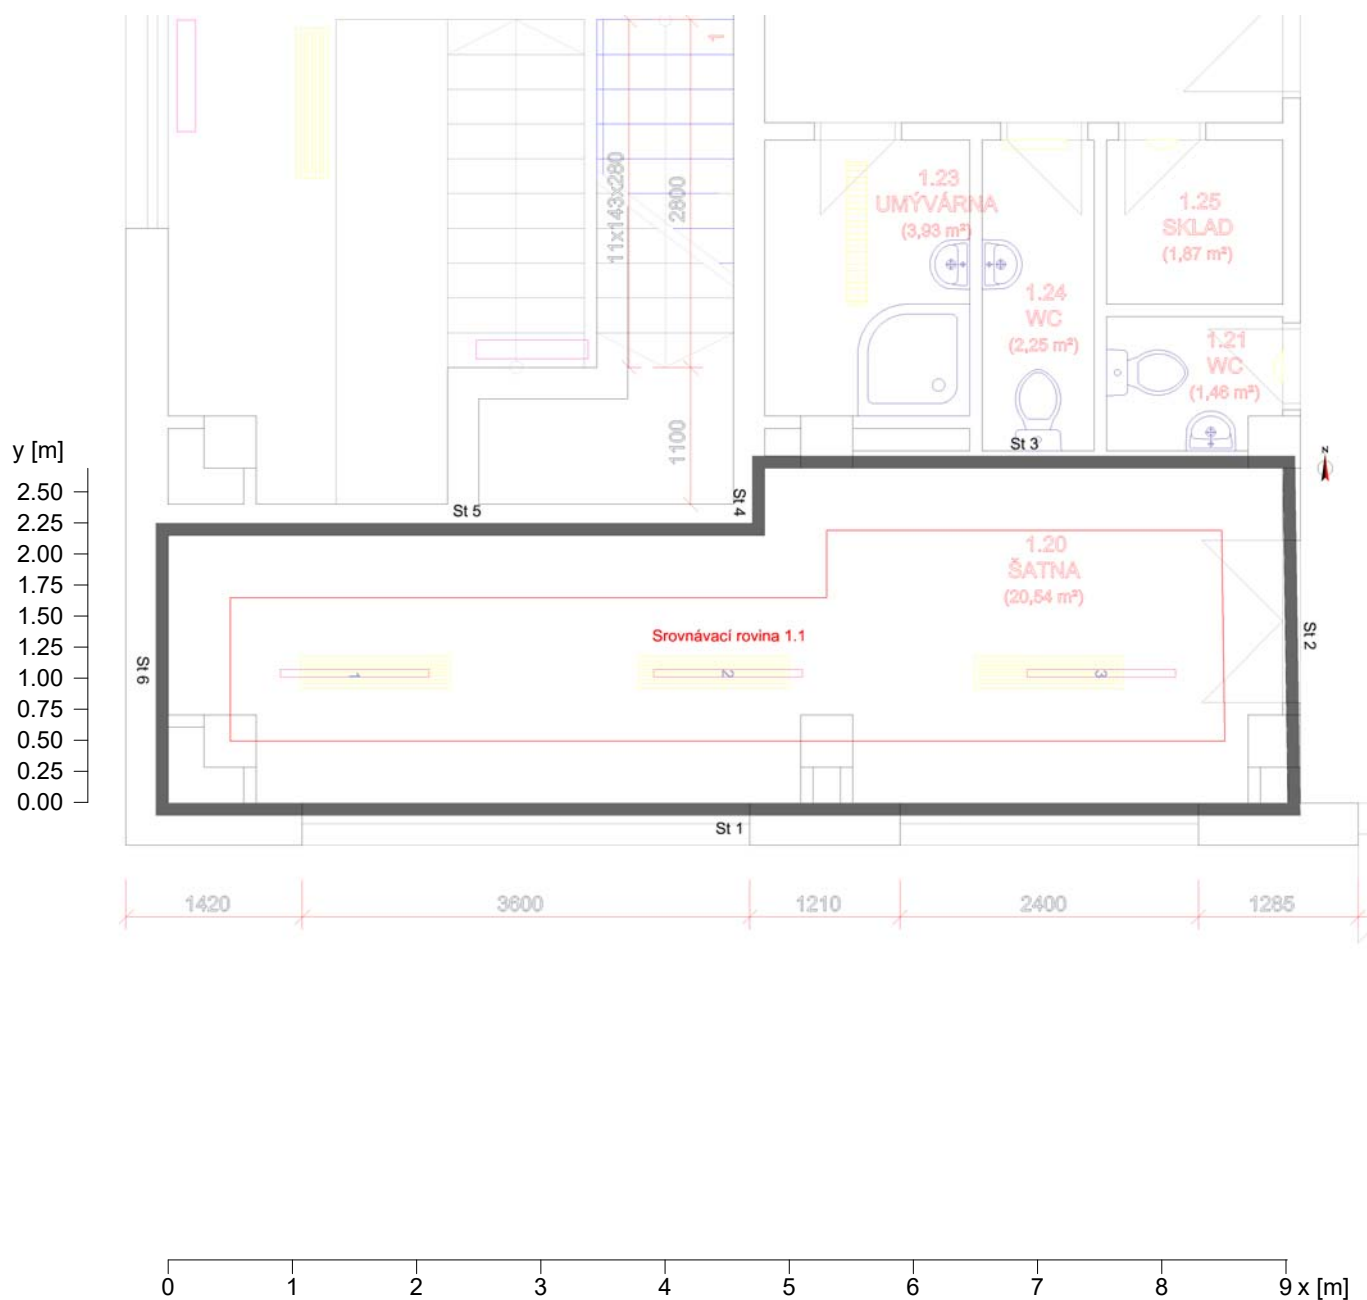 1
11x143x280
2800
1100
1.23
UMÝVÁRNA
(3,93 m²)
1.25
SKLAD
(1,87 m²)
1.24
WC
(2,25 m²)
1.21
WC
(1,46 m²)
y [m]
2.50
2.25
2.00
1.75
1.50
1.25
1.00
0.75
0.50
0.25
0.00
St 3
z
St 4
St 5
1.20
ŠATNA
(20,54 m²)
Srovnávací rovina 1.1
St 2
St 6
1
2
3
St 1
1420
3600
1210
2400
1285
0 1 2 3 4 5 6 7 8 9 x [m]